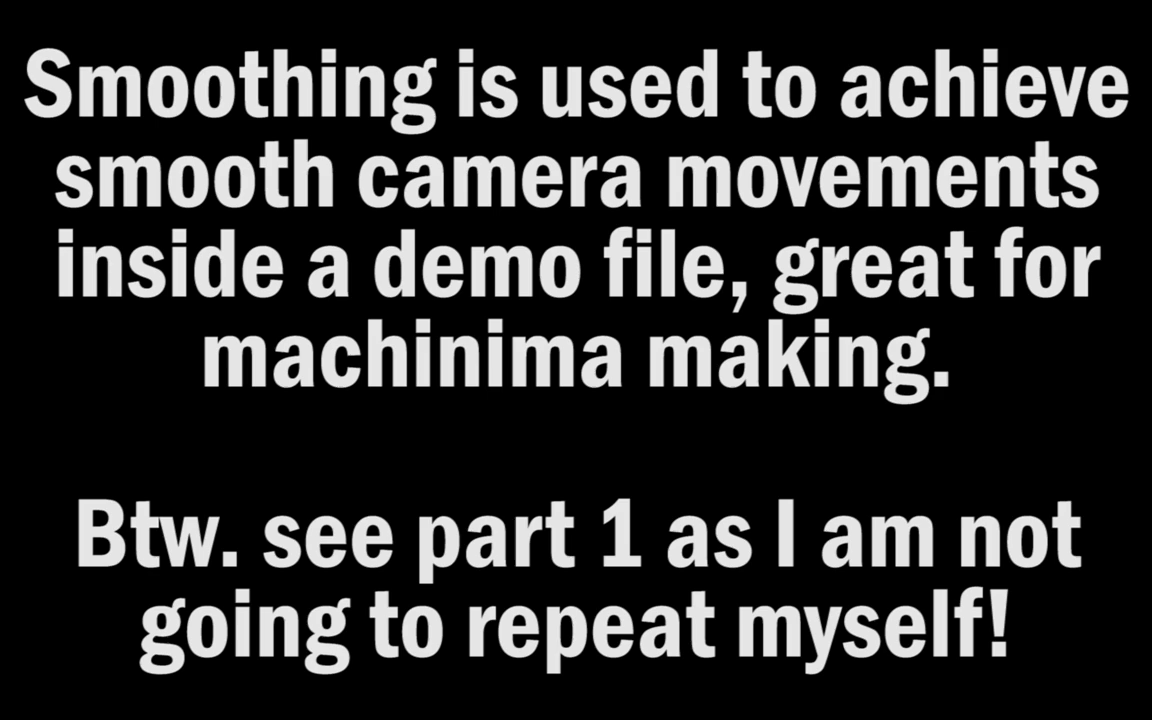 Smoothing is used to achieve
smooth camera movements
inside a demo file, great for
machinima making.
Btw. see part 1 as I am not
going to repeat myself!